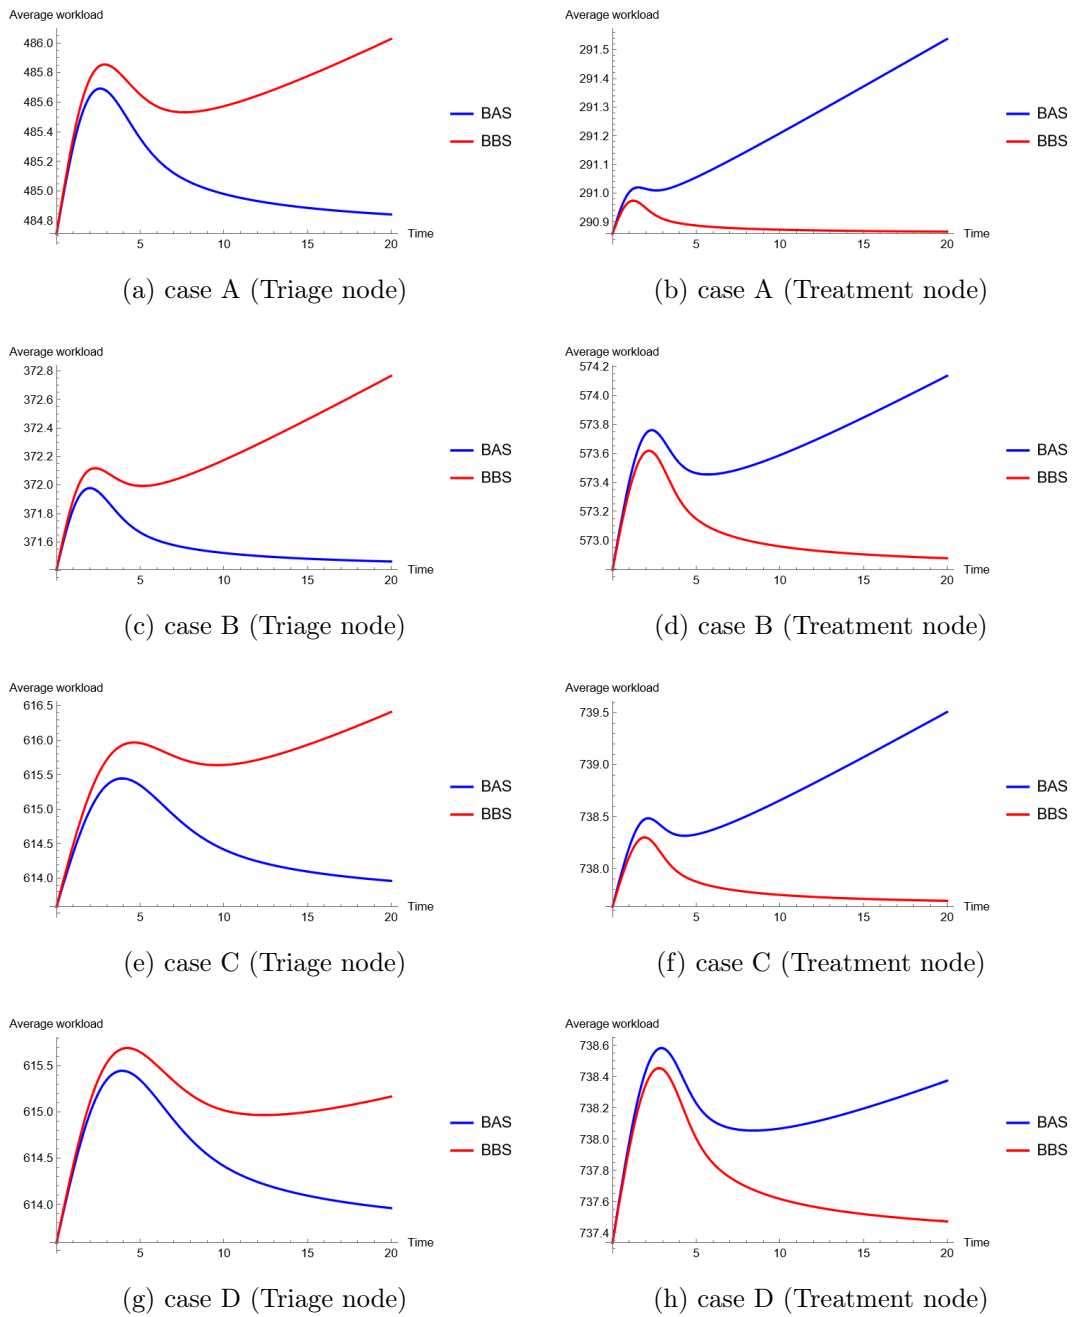 Average workload
486.0
485.8
485.6
485.4
485.2
485.0
484.8
5 10 15 20 Time
BAS
BBS
(a) case A (Triage node)
Average workload
291.5
291.4
291.3
291.2
291.1
291.0
290.9
5 10 15 20 Time
BAS
BBS
(b) case A (Treatment node)
Average workload
372.8
372.6
372.4
372.2
372.0
371.8
371.6
5 10 15 20 Time
BAS
BBS
(c) case B (Triage node)
Average workload
574.2
574.0
573.8
573.6
573.4
573.2
573.0
5 10 15 20 Time
BAS
BBS
(d) case B (Treatment node)
Average workload
616.5
616.0
615.5
615.0
614.5
614.0
5 10 15 20 Time
BAS
BBS
(e) case C (Triage node)
Average workload
739.5
739.0
738.5
738.0
5 10 15 20 Time
BAS
BBS
(f) case C (Treatment node)
Average workload
615.5
615.0
614.5
614.0
5 10 15 20 Time
BAS
BBS
(g) case D (Triage node)
Average workload
738.6
738.4
738.2
738.0
737.8
737.6
737.4
5 10 15 20 Time
BAS
BBS
(h) case D (Treatment node)